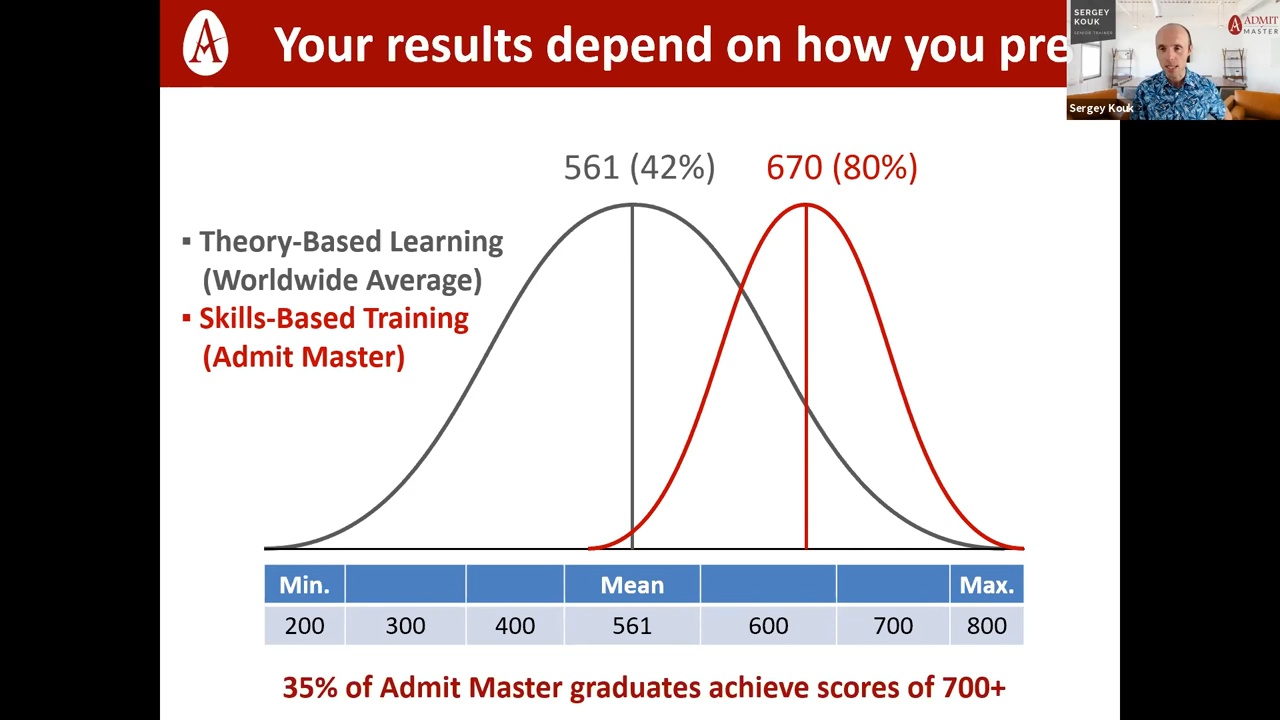 Your results depend on how you pre
SERGEY
KOUK
SENIOR TRAINER
ADMIT
MASTER
Sergey Kouk
561 (42%)
670 (80%)
▪ Theory-Based Learning
(Worldwide Average)
▪ Skills-Based Training
(Admit Master)
Min. Mean Max.
200 300 400 561 600 700 800
35% of Admit Master graduates achieve scores of 700+